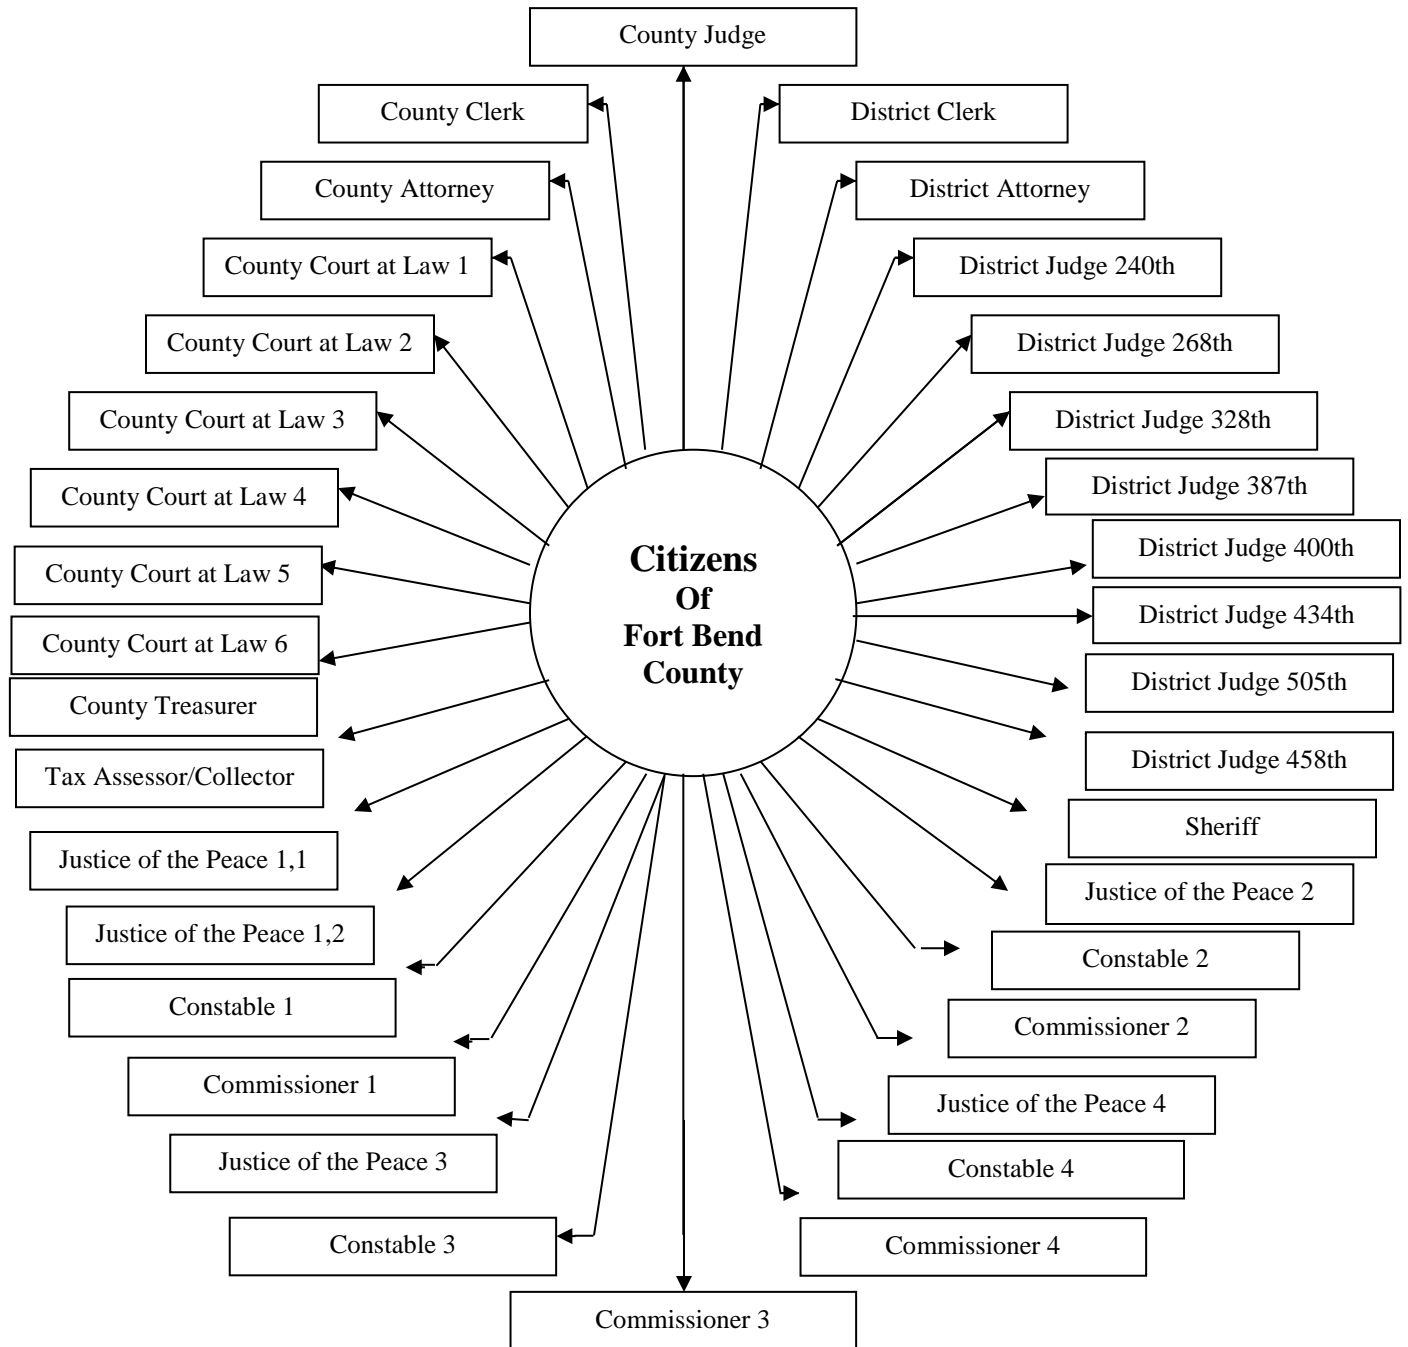 County Judge
County Clerk
District Clerk
County Attorney
District Attorney
County Court at Law 1
District Judge 240th
County Court at Law 2
District Judge 268th
County Court at Law 3
District Judge 328th
County Court at Law 4
District Judge 387th
County Court at Law 5
District Judge 400th
Citizens
Of
Fort Bend
County
County Court at Law 6
District Judge 434th
County Treasurer
District Judge 505th
Tax Assessor/Collector
District Judge 458th
Justice of the Peace 1,1
Sheriff
Justice of the Peace 1,2
Justice of the Peace 2
Constable 1
Constable 2
Commissioner 1
Commissioner 2
Justice of the Peace 3
Justice of the Peace 4
Constable 3
Constable 4
Commissioner 4
Commissioner 3